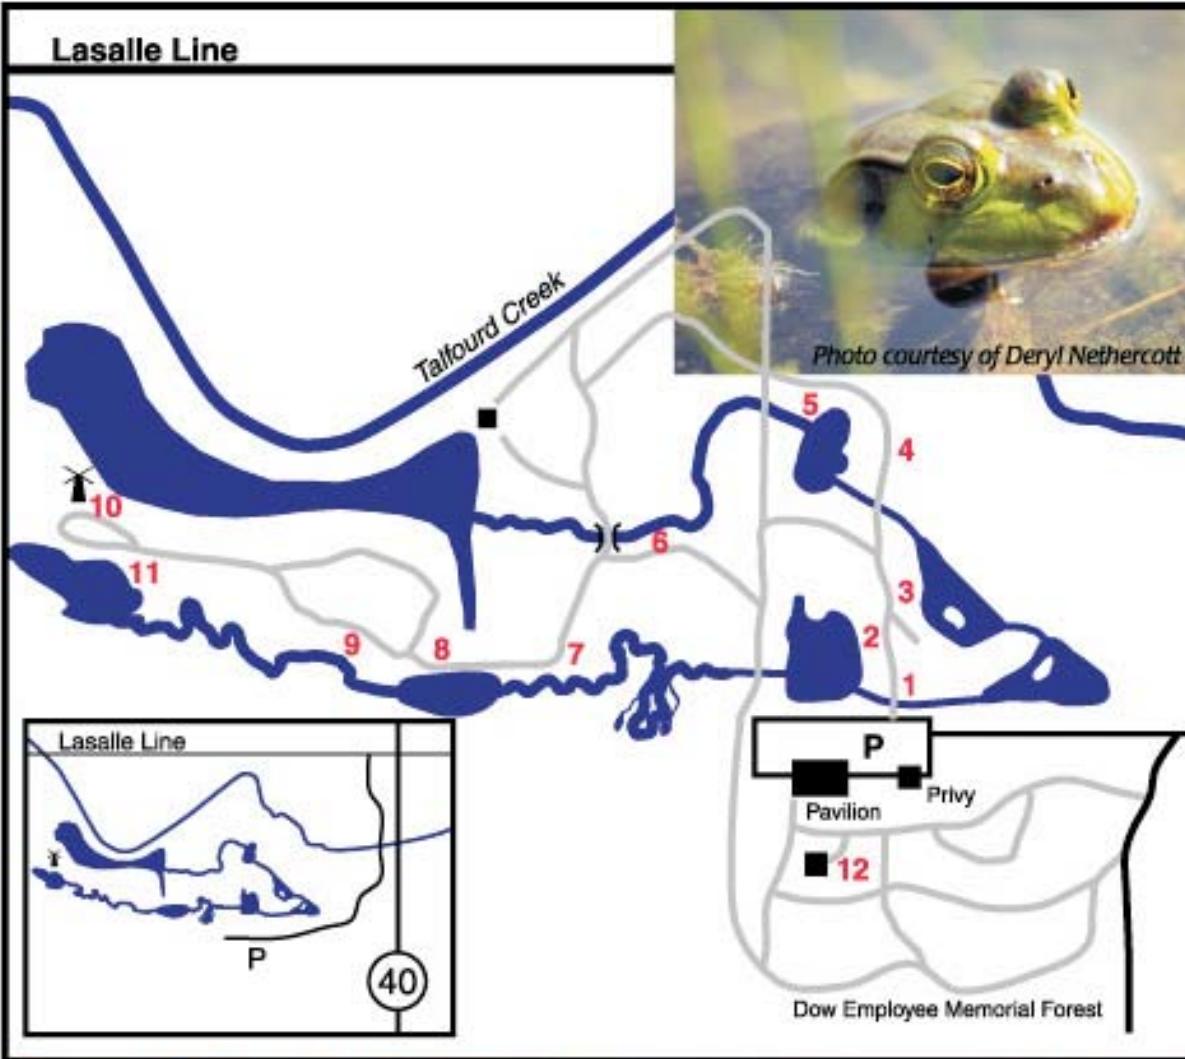 Lasalle Line
Talfourd Creek
Photo courtesy of Deryl Nethercott
5
4
10
6
11
3
9
8
7
2
1
P
Pavilion
Privy
12
Dow Employee Memorial Forest
Lasalle Line
P
40